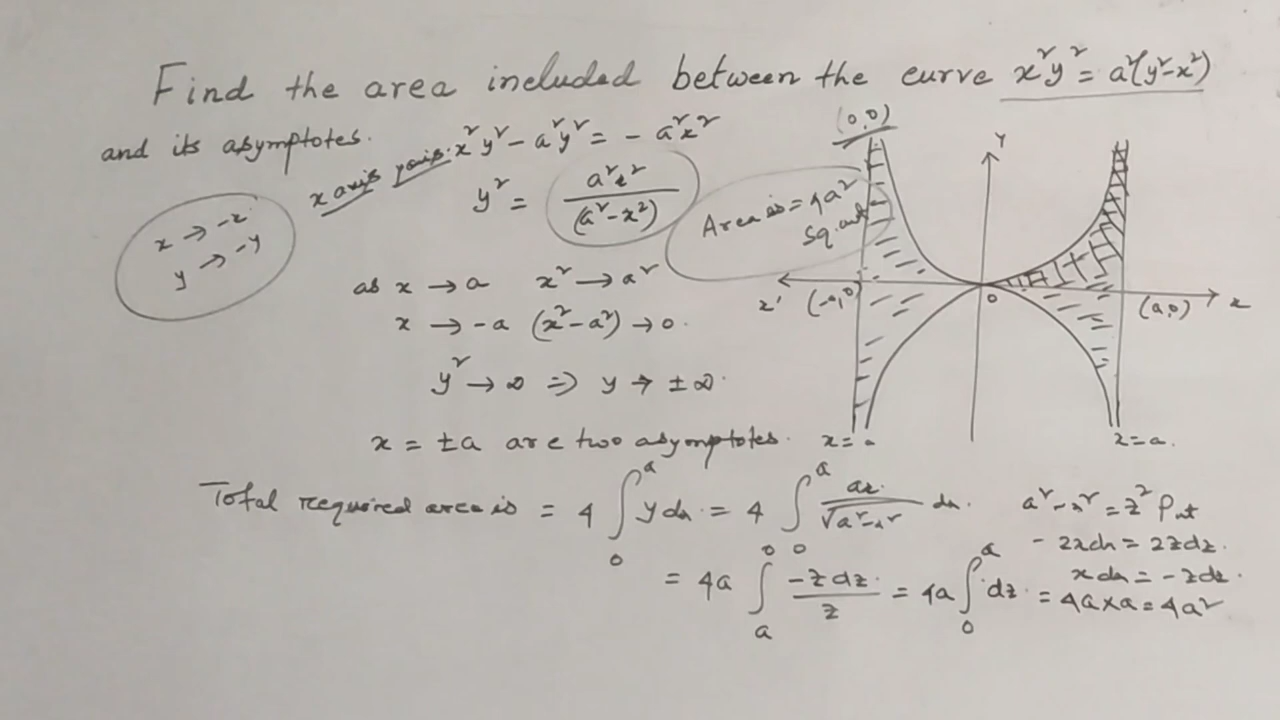 Find the area included between the curve x²y² = a²(y²-x²)
and its asymptotes.
x²y² - a²y² = - a²x²
x axis y axis.
y² = a²x² / (a²-x²)
x → -x
y → -y
Area is = 4a²
sq. unit
as x → a x² → a²
x → -a (x²-a²) → 0.
y² → ∞ ⇒ y → ±∞.
x = ±a are two asymptotes.
(0,0)
Y
x'
(-a,0)
0
(a,0)
x
x = -a
x = a.
Total required area is = 4 ∫₀ᵃ y dx = 4 ∫₀ᵃ ax/√(a²-x²) dx. a²-x² = z² Put
- 2x dx = 2z dz.
x dx = - z dz.
= 4a ∫ₐ⁰ -z dz/z = 4a ∫₀ᵃ dz. = 4a×a = 4a²